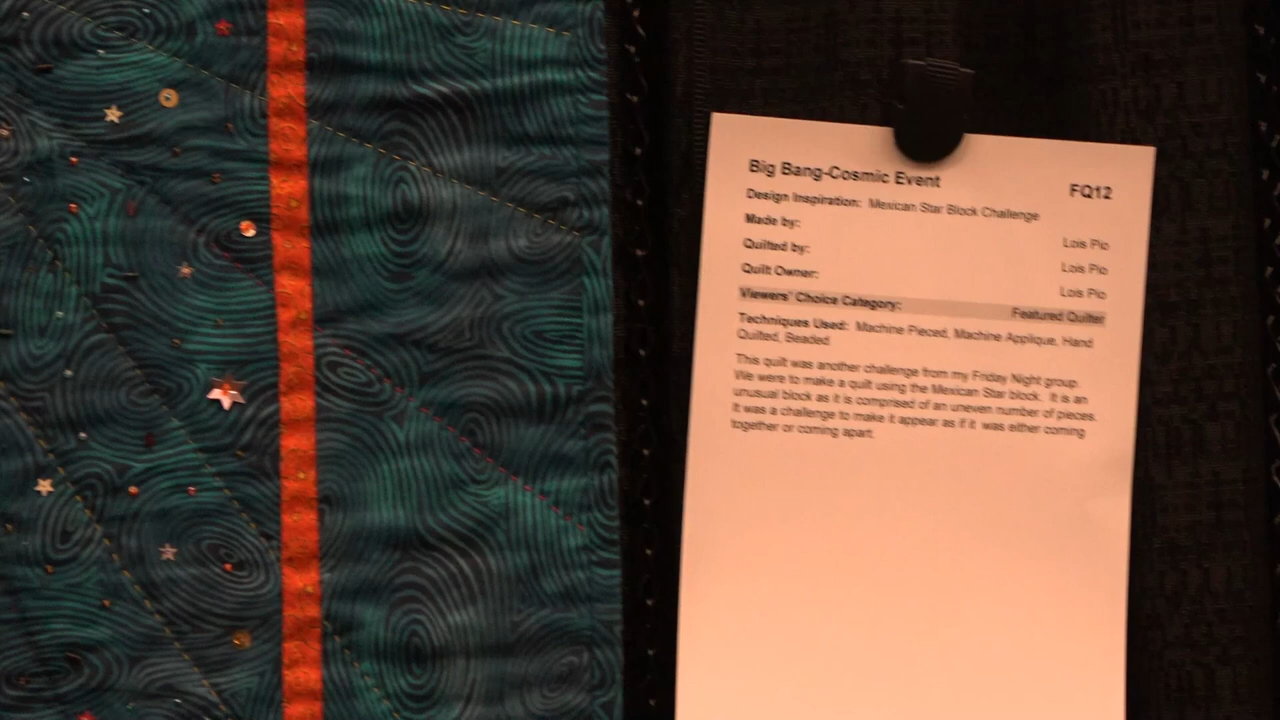 Big Bang-Cosmic Event FQ12
Design Inspiration: Mexican Star Block Challenge
Made by: Lois Pio
Quilted by: Lois Pio
Quilt Owner: Lois Pio
Viewers' Choice Category: Featured Quilter
Techniques Used: Machine Pieced, Machine Applique, Hand
Quilted, Beaded
This quilt was another challenge from my Friday Night group.
We were to make a quilt using the Mexican Star block. It is an
unusual block as it is comprised of an uneven number of pieces.
It was a challenge to make it appear as if it was either coming
together or coming apart.